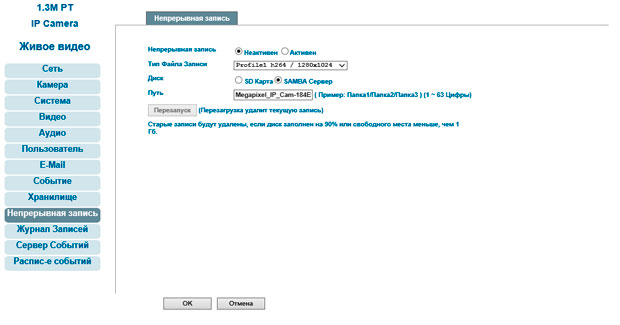 1.3M PT
IP Camera
Живое видео
Сеть
Камера
Система
Видео
Аудио
Пользователь
E-Mail
Событие
Хранилище
Непрерывная запись
Журнал Записей
Сервер Событий
Распис-е событий
Непрерывная запись
Непрерывная запись Неактивен Активен
Тип Файла Записи Profile1 h264 / 1280x1024
Диск SD Карта SAMBA Сервер
Путь Megapixel_IP_Cam-184E ( Пример: Папка1/Папка2/Папка3 ) (1 ~ 63 Цифры)
Перезапуск (Перезагрузка удалит текущую запись)
Старые записи будут удалены, если диск заполнен на 90% или свободного места меньше, чем 1
Гб.
OK Отмена